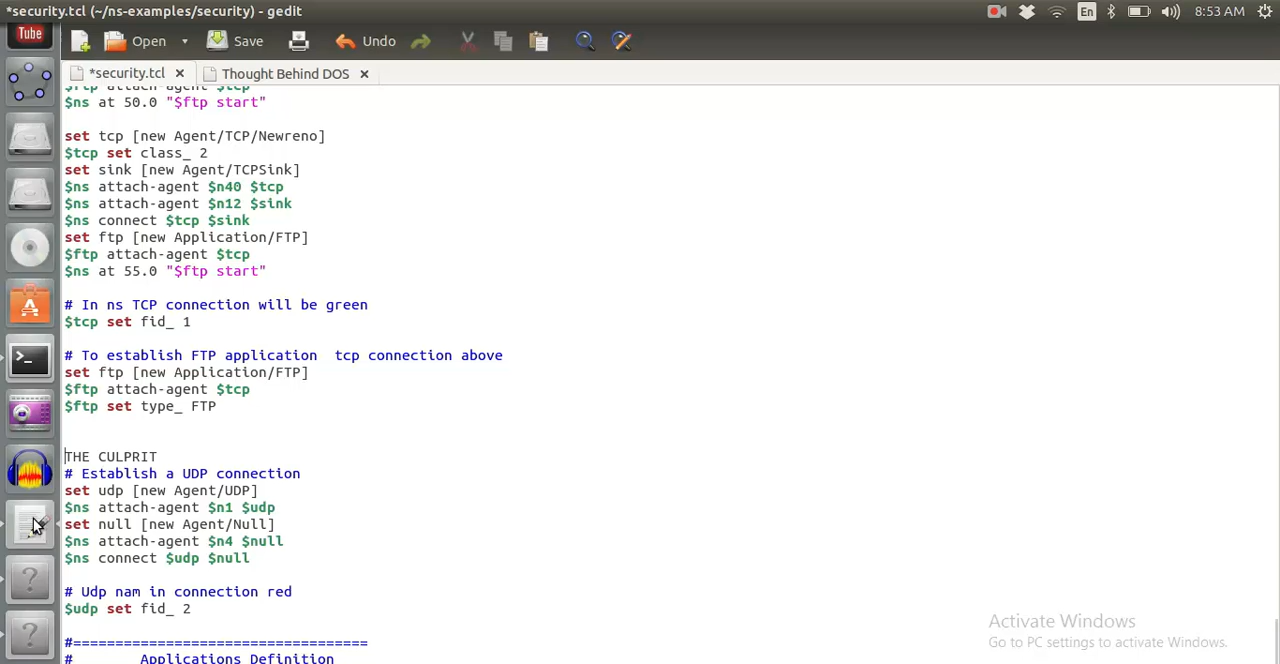 *security.tcl (~/ns-examples/security) - gedit
En
8:53 AM
Tube
Open
Save
Undo
*security.tcl
Thought Behind DOS
$ftp attach-agent $tcp
$ns at 50.0 "$ftp start"
set tcp [new Agent/TCP/Newreno]
$tcp set class_ 2
set sink [new Agent/TCPSink]
$ns attach-agent $n40 $tcp
$ns attach-agent $n12 $sink
$ns connect $tcp $sink
set ftp [new Application/FTP]
$ftp attach-agent $tcp
$ns at 55.0 "$ftp start"
# In ns TCP connection will be green
$tcp set fid_ 1
# To establish FTP application  tcp connection above
set ftp [new Application/FTP]
$ftp attach-agent $tcp
$ftp set type_ FTP
THE CULPRIT
# Establish a UDP connection
set udp [new Agent/UDP]
$ns attach-agent $n1 $udp
set null [new Agent/Null]
$ns attach-agent $n4 $null
$ns connect $udp $null
# Udp nam in connection red
$udp set fid_ 2
#===================================
#        Applications Definition
Activate Windows
Go to PC settings to activate Windows.